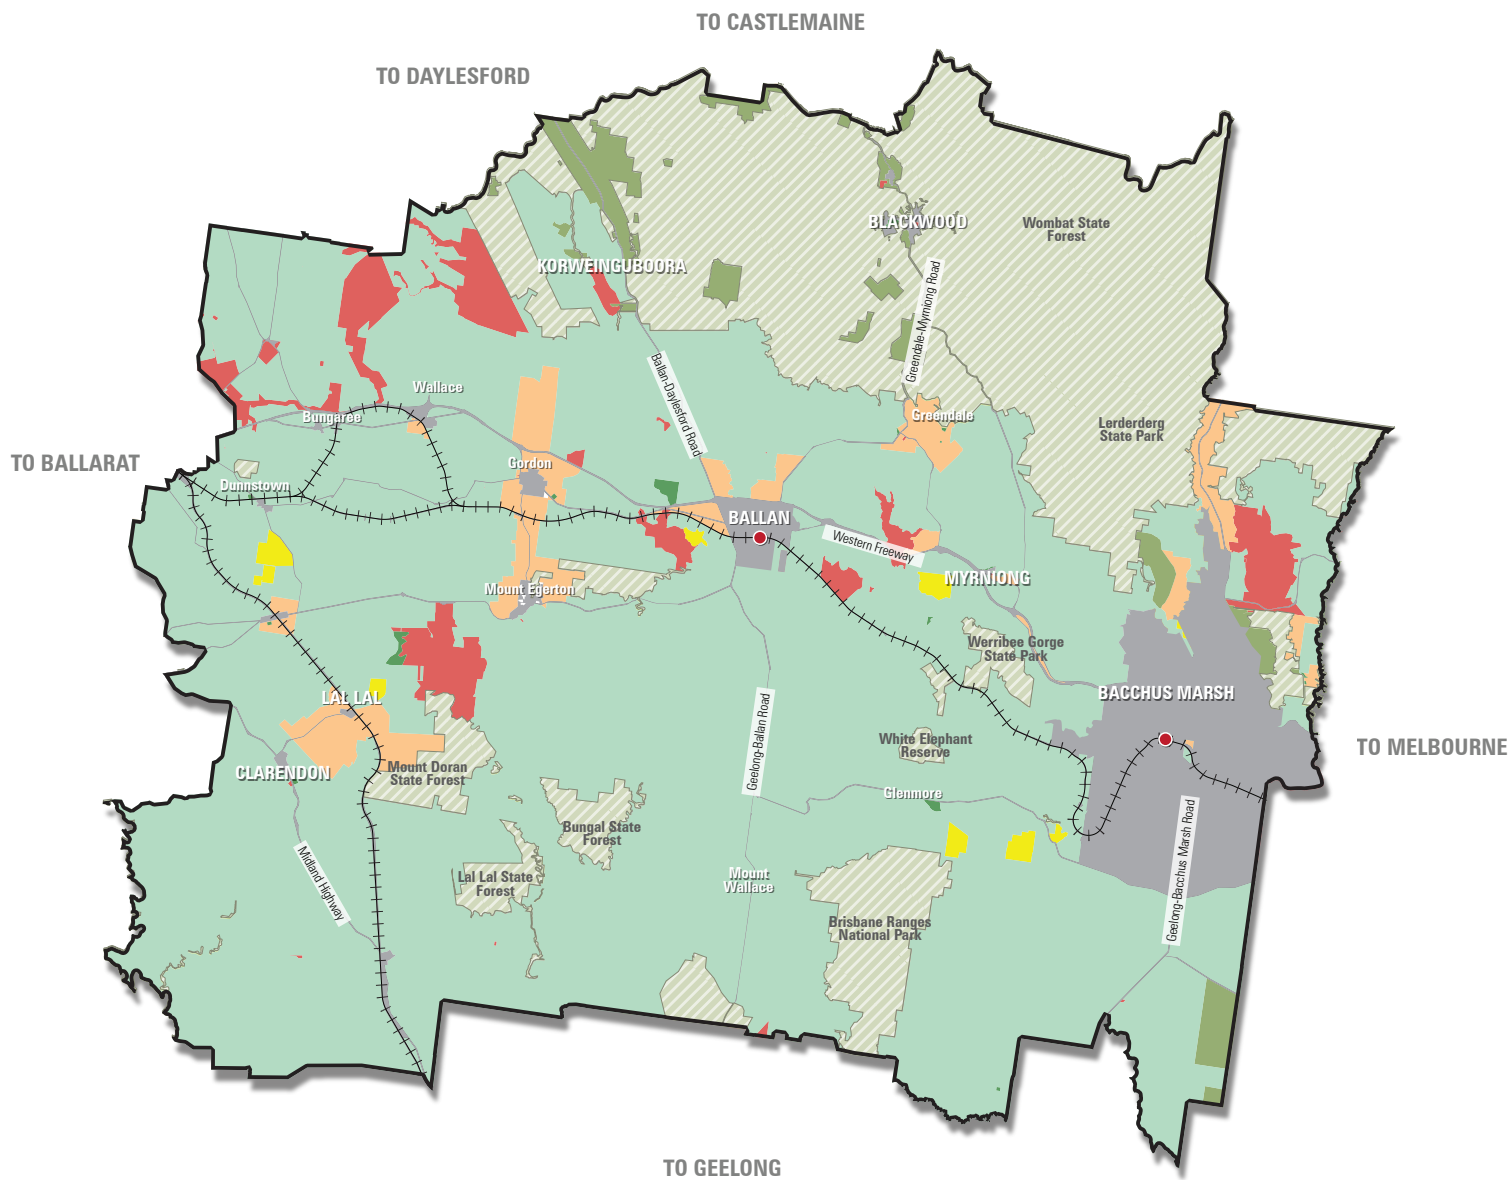 TO CASTLEMAINE
TO DAYLESFORD
BLACKWOOD
Wombat State
Forest
KORWEINGUBOORA
Greendale-Myrniong Road
Ballan-Daylesford Road
Wallace
Bungaree
Greendale
Lerderderg
State Park
TO BALLARAT
Gordon
Dunnstown
BALLAN
Western Freeway
MYRNIONG
Mount Egerton
Werribee Gorge
State Park
LAL LAL
BACCHUS MARSH
Geelong-Ballan Road
White Elephant
Reserve
TO MELBOURNE
CLARENDON
Mount Doran
State Forest
Glenmore
Bungal State
Forest
Geelong-Bacchus Marsh Road
Midland Highway
Lal Lal State
Forest
Mount
Wallace
Brisbane Ranges
National Park
TO GEELONG